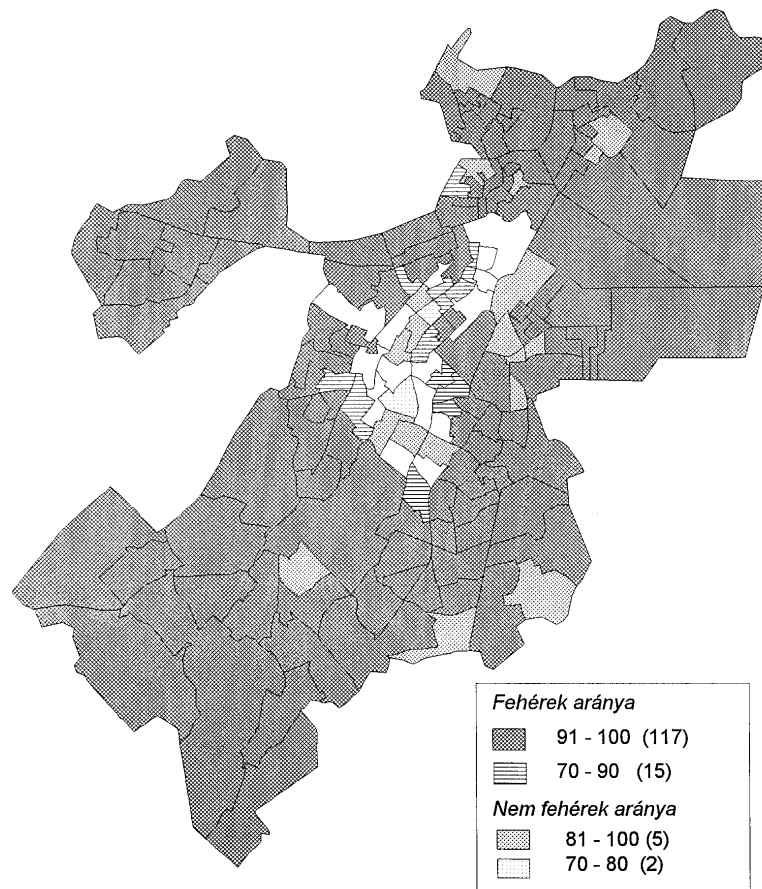 Fehérek aránya
91 - 100 (117)
70 - 90 (15)
Nem fehérek aránya
81 - 100 (5)
70 - 80 (2)